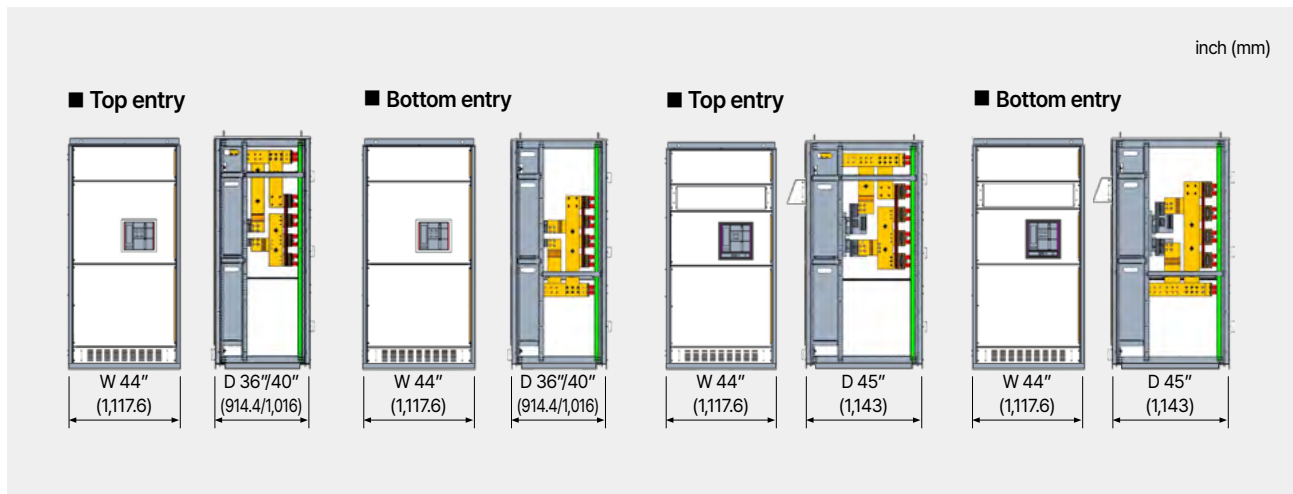 inch (mm)
■ Top entry
■ Bottom entry
■ Top entry
■ Bottom entry
W 44”
(1,117.6)
D 36”/40”
(914.4/1,016)
W 44”
(1,117.6)
D 36”/40”
(914.4/1,016)
W 44”
(1,117.6)
D 45”
(1,143)
W 44”
(1,117.6)
D 45”
(1,143)